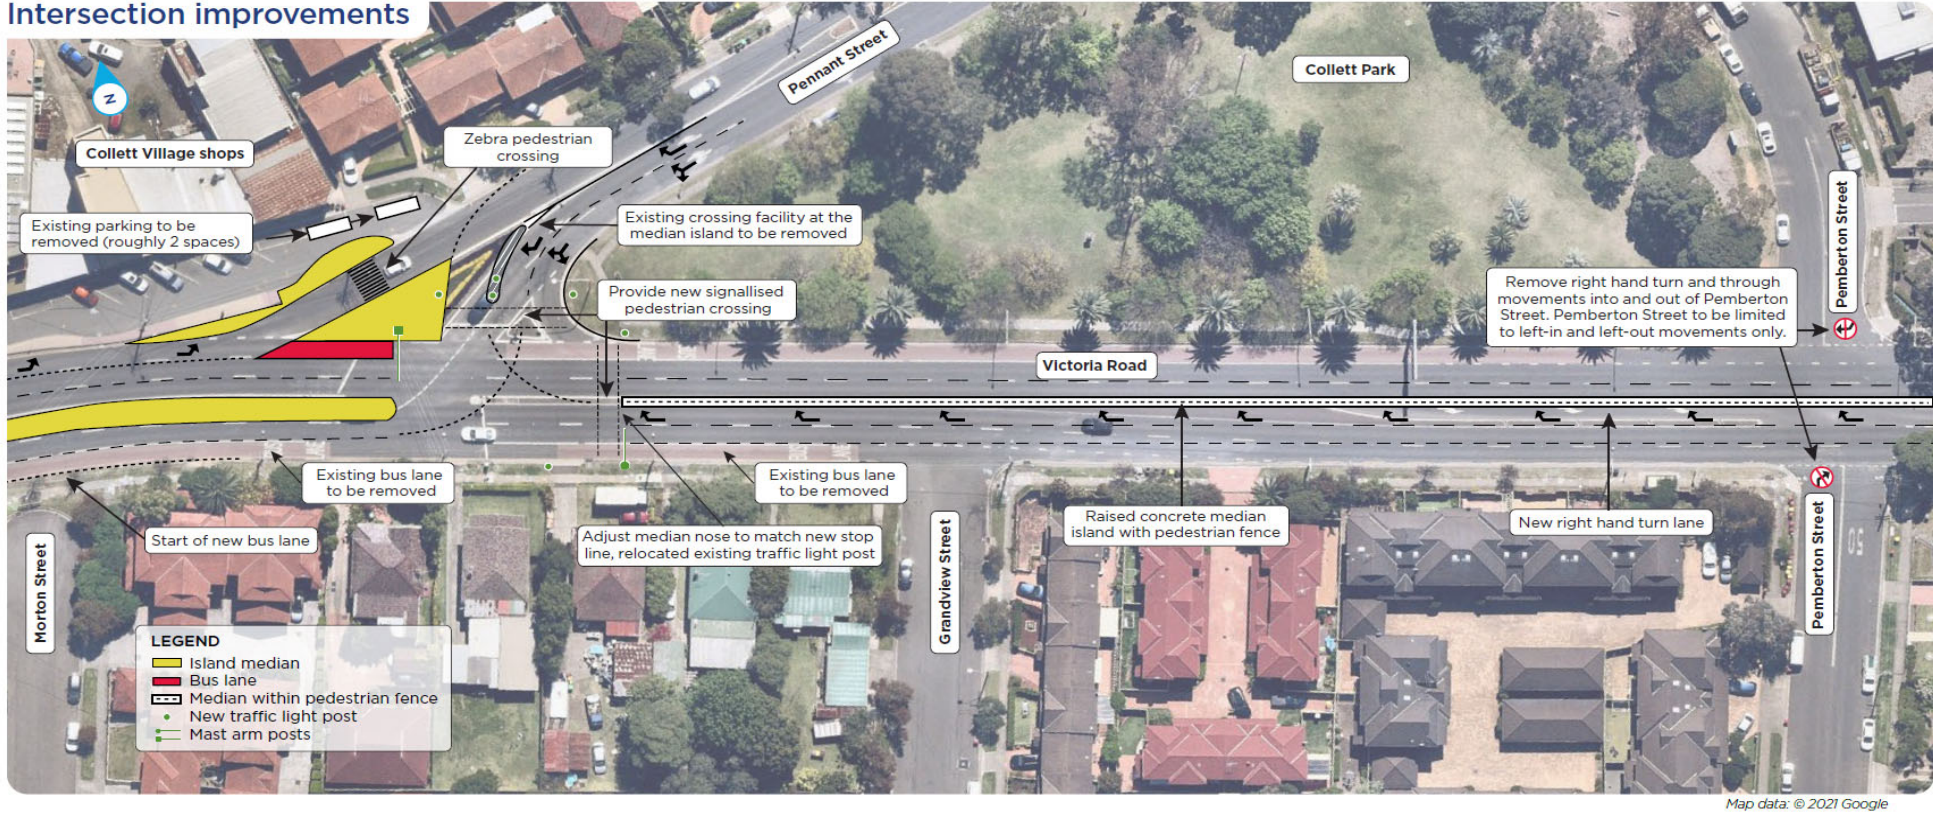 Intersection improvements
N
Pennant Street
Collett Park
Collett Village shops
Zebra pedestrian
crossing
Existing parking to be
removed (roughly 2 spaces)
Existing crossing facility at the
median island to be removed
Provide new signallised
pedestrian crossing
Pemberton Street
Remove right hand turn and through
movements into and out of Pemberton
Street. Pemberton Street to be limited
to left-in and left-out movements only.
Victoria Road
Existing bus lane
to be removed
Existing bus lane
to be removed
Start of new bus lane
Adjust median nose to match new stop
line, relocated existing traffic light post
Raised concrete median
island with pedestrian fence
New right hand turn lane
Morton Street
Grandview Street
Pemberton Street
50
LEGEND
Island median
Bus lane
Median within pedestrian fence
New traffic light post
Mast arm posts
Map data: © 2021 Google